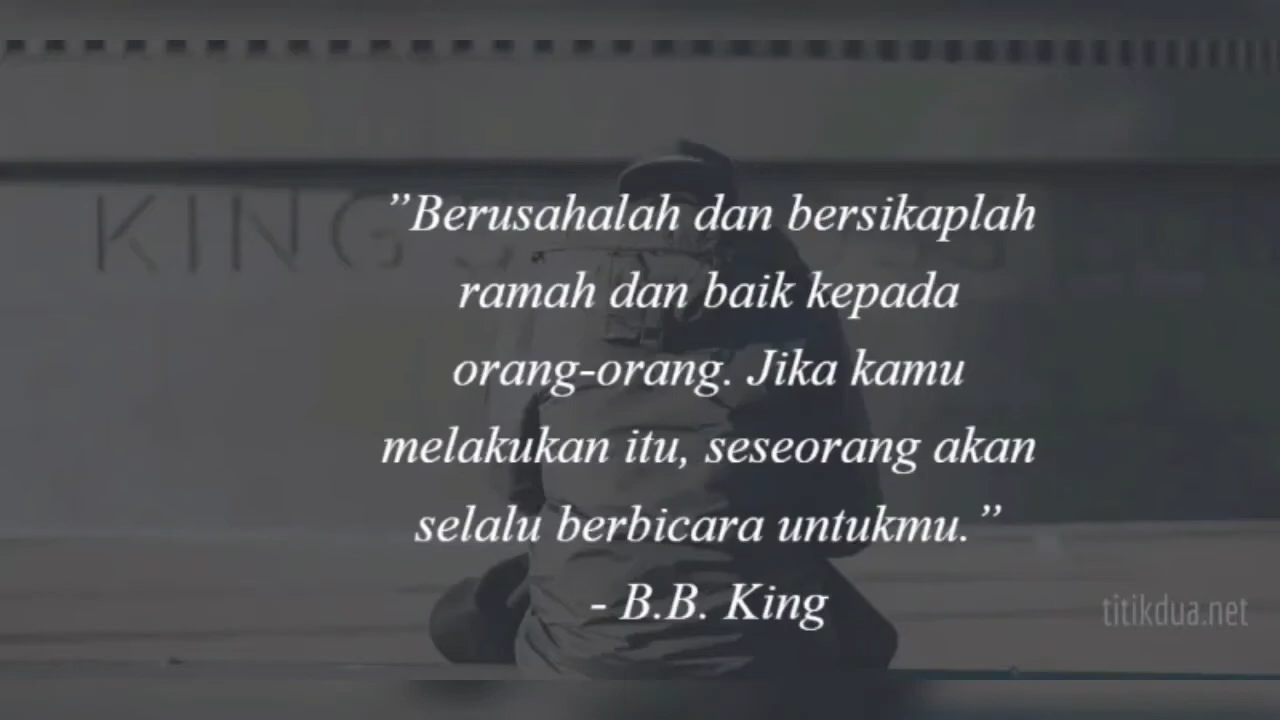 ”Berusahalah dan bersikaplah
ramah dan baik kepada
orang-orang. Jika kamu
melakukan itu, seseorang akan
selalu berbicara untukmu.”
- B.B. King
titikdua.net
KING